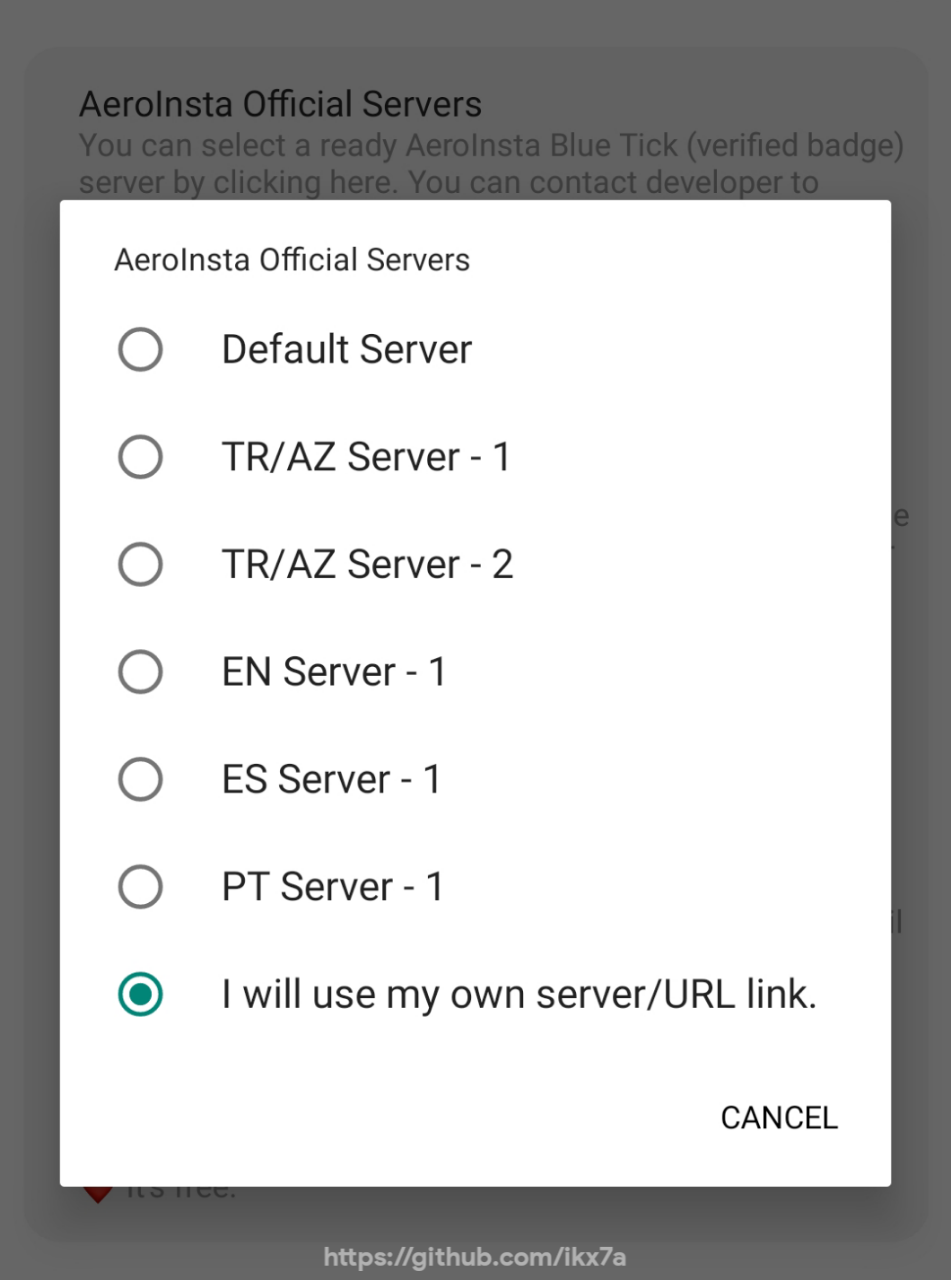 AeroInsta Official Servers
You can select a ready AeroInsta Blue Tick (verified badge)
server by clicking here. You can contact developer to
AeroInsta Official Servers
Default Server
TR/AZ Server - 1
TR/AZ Server - 2
EN Server - 1
ES Server - 1
PT Server - 1
I will use my own server/URL link.
CANCEL
It's free.
https://github.com/ikx7a